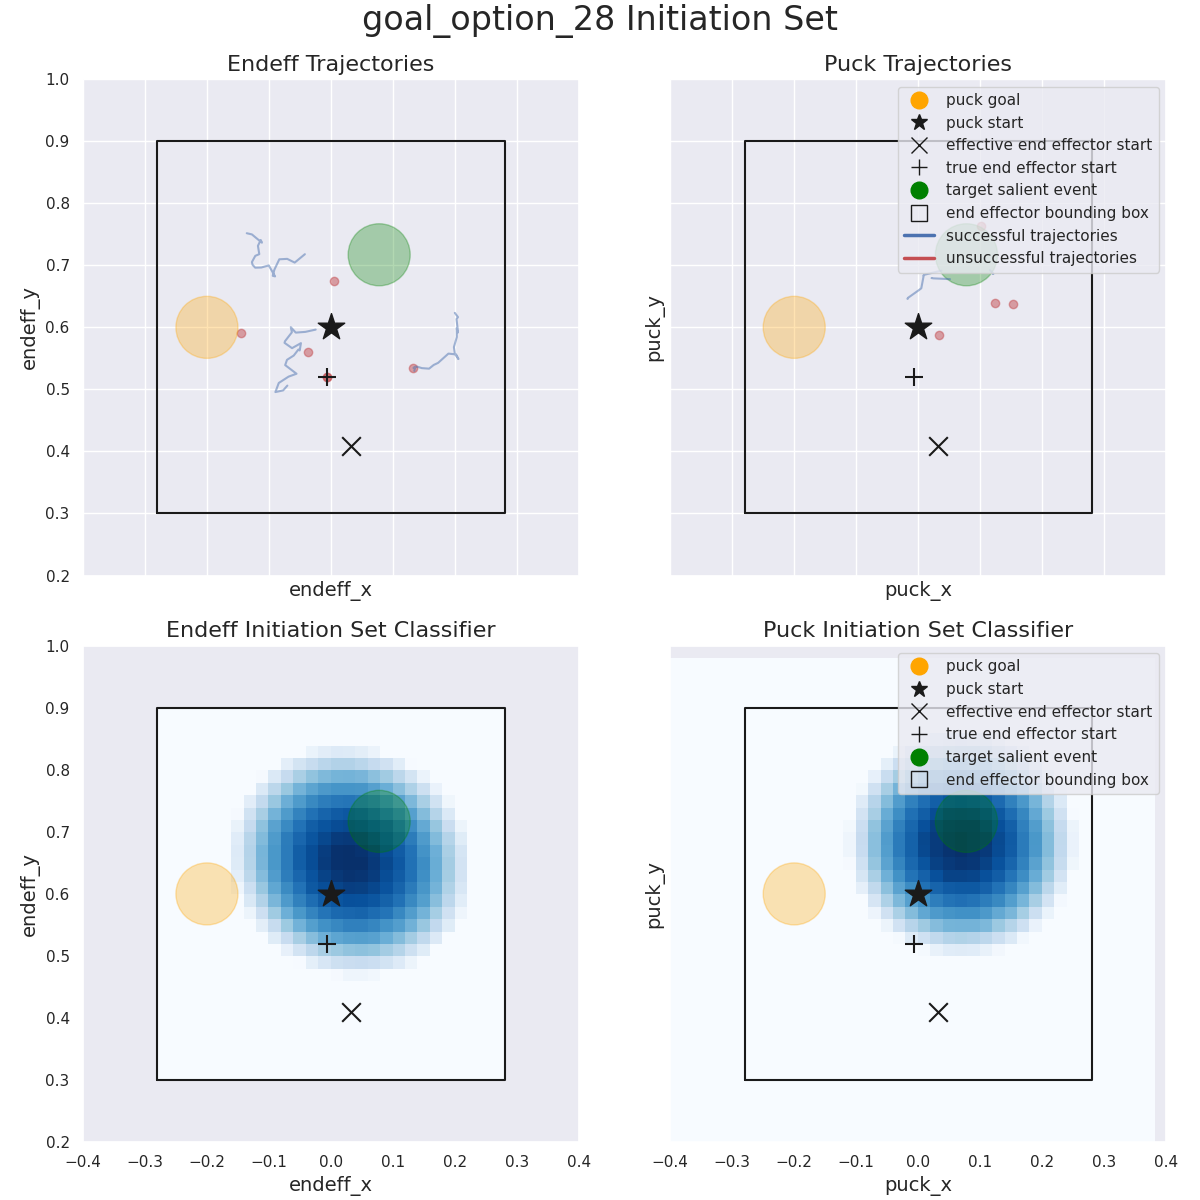 goal_option_28 Initiation Set
Endeff Trajectories
1.0
0.9
0.8
0.7
0.6
0.5
0.4
0.3
0.2
endeff_y
endeff_x
Puck Trajectories
puck goal
puck start
effective end effector start
true end effector start
target salient event
end effector bounding box
successful trajectories
unsuccessful trajectories
puck_y
puck_x
Endeff Initiation Set Classifier
1.0
0.9
0.8
0.7
0.6
0.5
0.4
0.3
0.2
endeff_y
−0.4 −0.3 −0.2 −0.1 0.0 0.1 0.2 0.3 0.4
endeff_x
Puck Initiation Set Classifier
puck goal
puck start
effective end effector start
true end effector start
target salient event
end effector bounding box
puck_y
−0.4 −0.3 −0.2 −0.1 0.0 0.1 0.2 0.3 0.4
puck_x